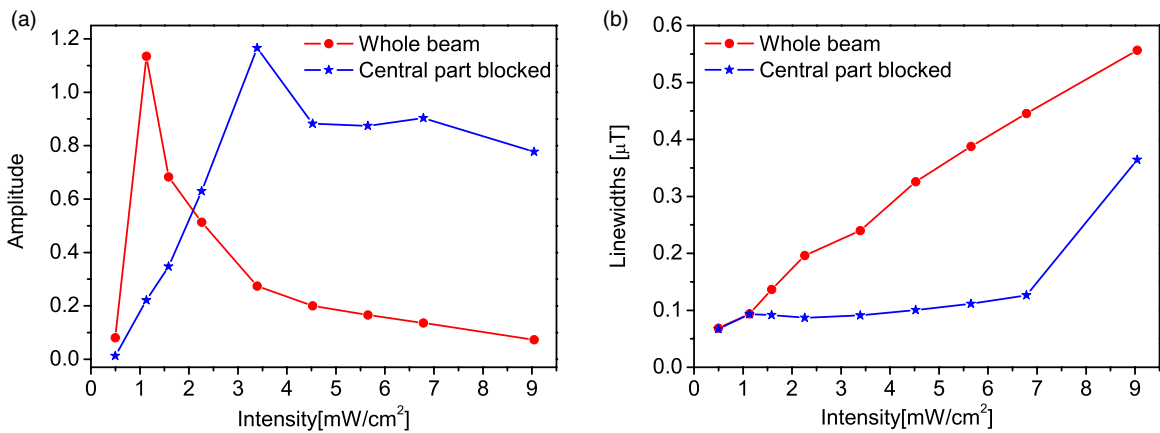 (a)
1.2
1.0
0.8
0.6
0.4
0.2
0.0
Amplitude
Whole beam
Central part blocked
0 1 2 3 4 5 6 7 8 9
Intensity[mW/cm²]
(b)
0.6
0.5
0.4
0.3
0.2
0.1
0.0
Linewidths [μT]
Whole beam
Central part blocked
0 1 2 3 4 5 6 7 8 9
Intensity[mW/cm²]